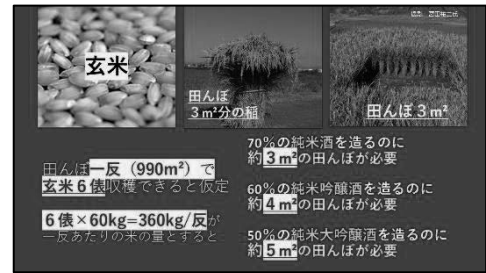 玄米
田んぼ
3㎡分の稲
田んぼ3㎡
田んぼ一反（990㎡）で
玄米6俵収穫できると仮定
6俵×60kg=360kg/反が
一反あたりの米の量とすると
70%の純米酒を造るのに
約3㎡の田んぼが必要
60%の純米吟醸酒を造るのに
約4㎡の田んぼが必要
50%の純米大吟醸酒を造るのに
約5㎡の田んぼが必要